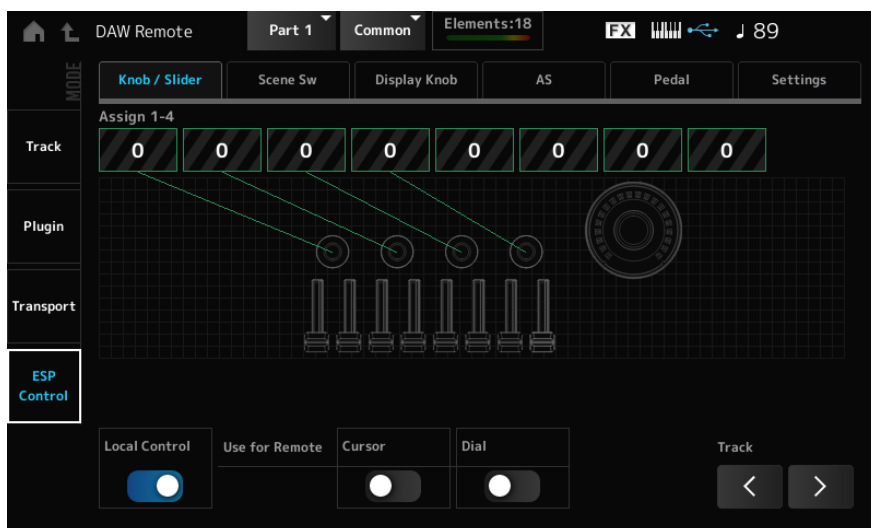 DAW Remote
Part 1
Common
Elements:18
FX
89
MODE
Knob / Slider
Scene Sw
Display Knob
AS
Pedal
Settings
Assign 1-4
0 0 0 0 0 0 0 0
Track
Plugin
Transport
ESP
Control
Local Control
Use for Remote
Cursor
Dial
Track